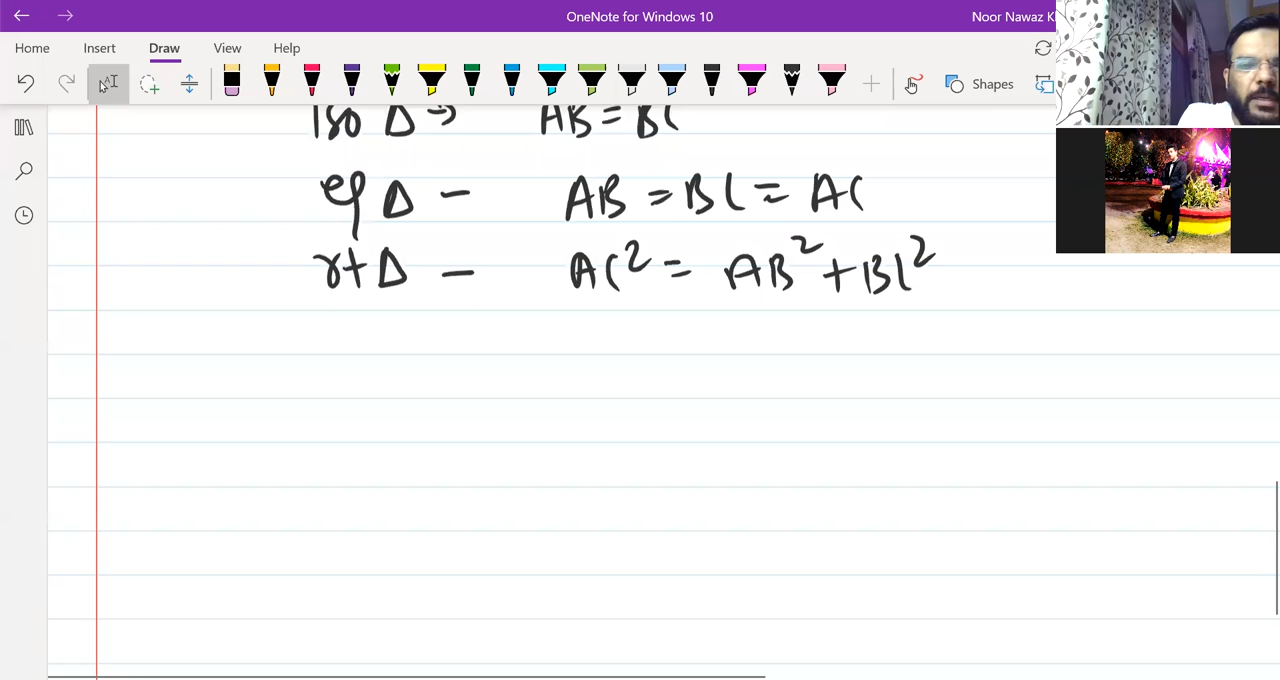 OneNote for Windows 10
Noor Nawaz K
Home Insert Draw View Help
Shapes
Iso Δ → AB = BC
eq Δ – AB = BC = AC
rt Δ – AC² = AB² + BC²